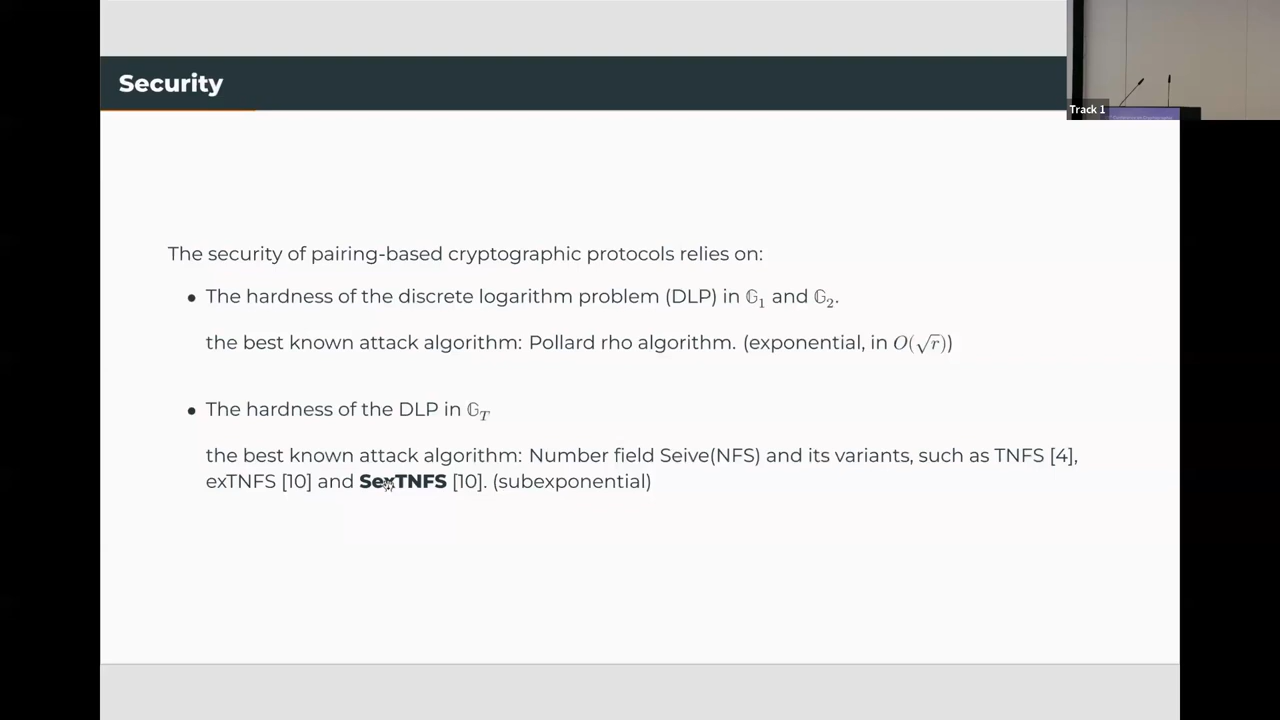 Security
Track 1
The security of pairing-based cryptographic protocols relies on:
• The hardness of the discrete logarithm problem (DLP) in 𝔾₁ and 𝔾₂.
the best known attack algorithm: Pollard rho algorithm. (exponential, in O(√r))
• The hardness of the DLP in 𝔾_T
the best known attack algorithm: Number field Seive(NFS) and its variants, such as TNFS [4],
exTNFS [10] and SexTNFS [10]. (subexponential)